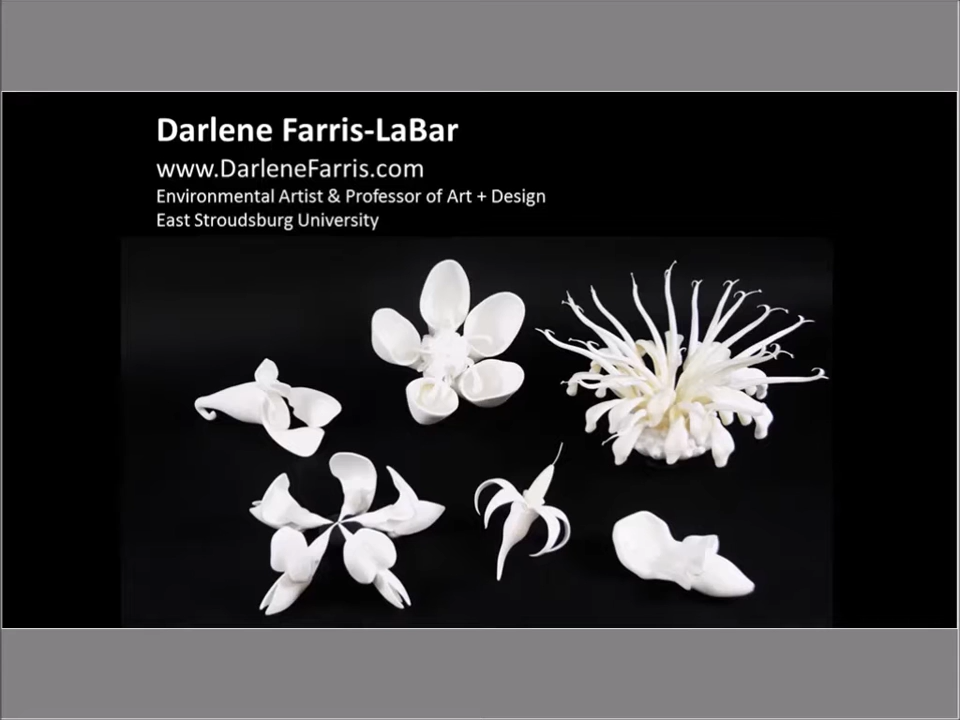 Darlene Farris-LaBar
www.DarleneFarris.com
Environmental Artist & Professor of Art + Design
East Stroudsburg University